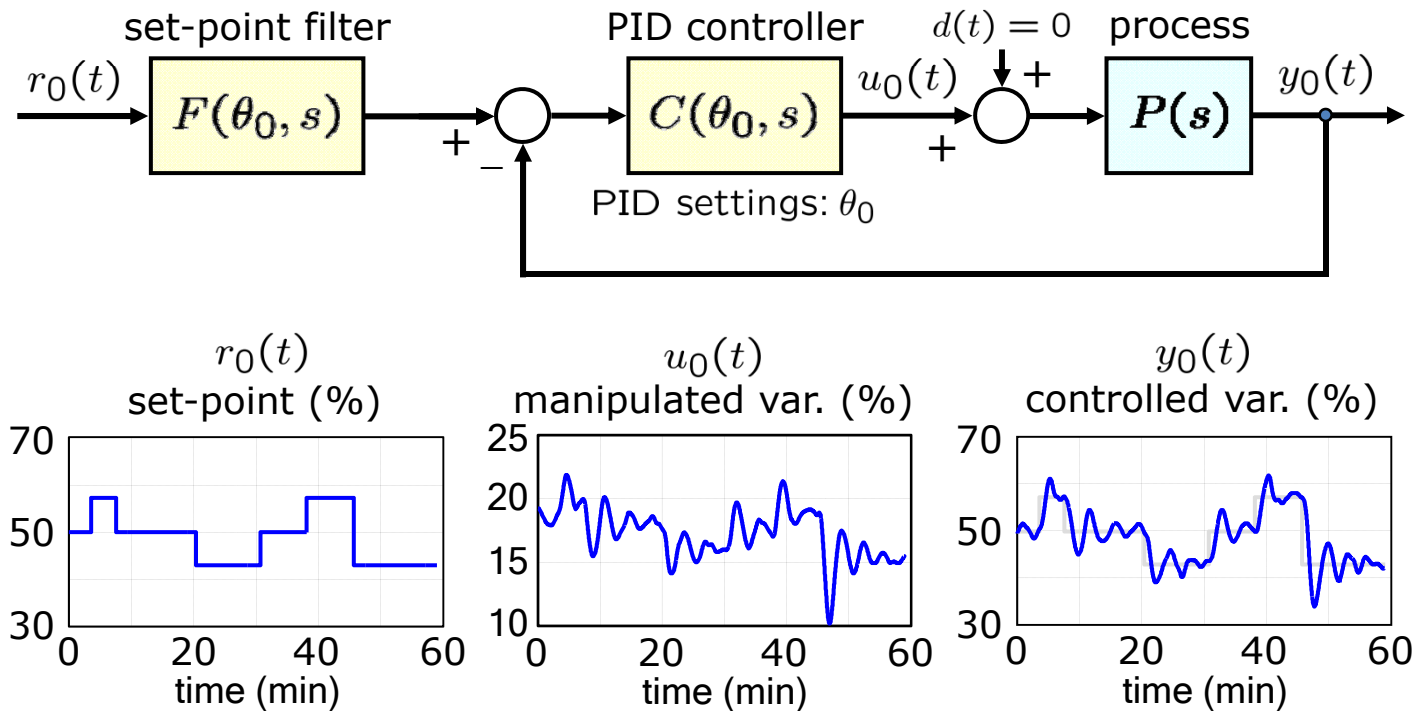 set-point filter
PID controller
d(t) = 0
process
r₀(t)
u₀(t)
y₀(t)
+
F(θ₀, s)
C(θ₀, s)
P(s)
+
−
+
PID settings: θ₀
r₀(t)
set-point (%)
70
50
30
0
20
40
60
time (min)
u₀(t)
manipulated var. (%)
25
20
15
10
0
20
40
60
time (min)
y₀(t)
controlled var. (%)
70
50
30
0
20
40
60
time (min)